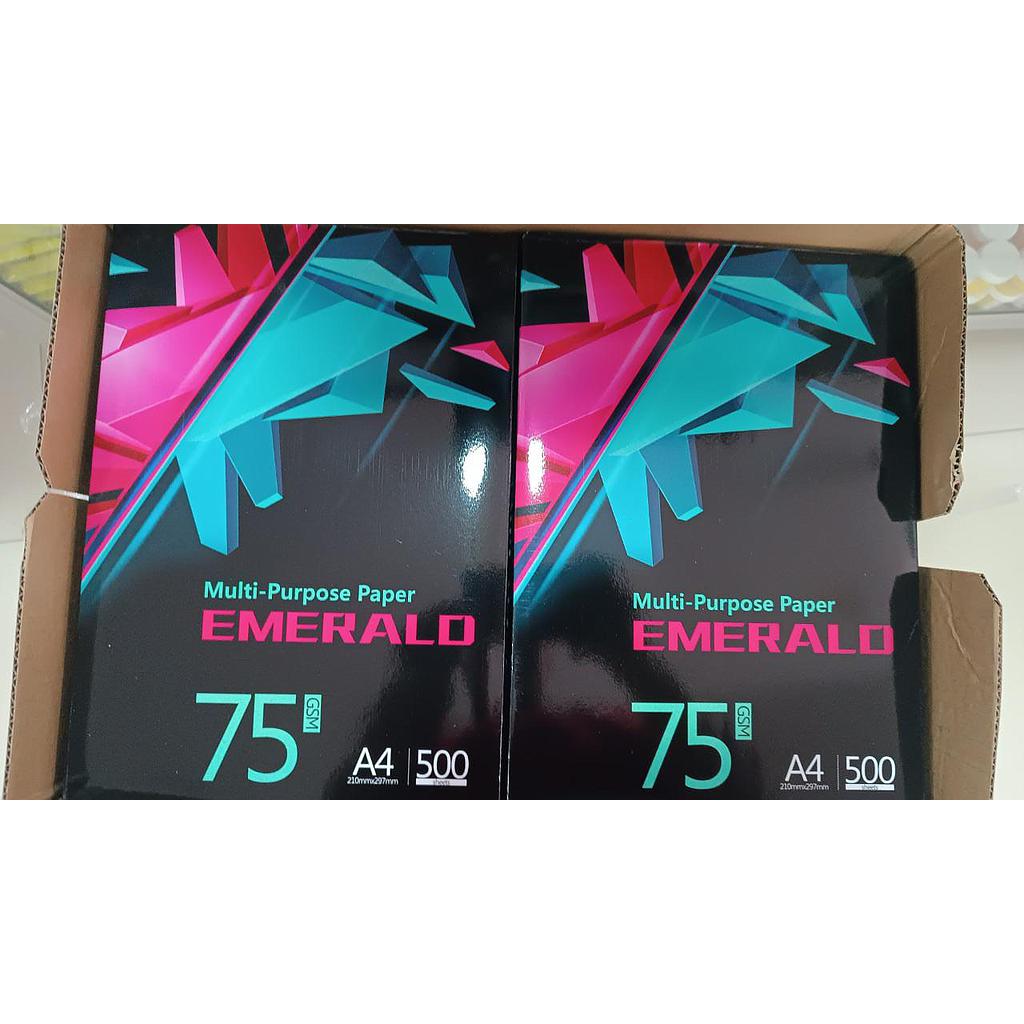 Multi-Purpose Paper
EMERALD
75 GSM
A4 500
210mmx297mm sheets
Multi-Purpose Paper
EMERALD
75 GSM
A4 500
210mmx297mm sheets